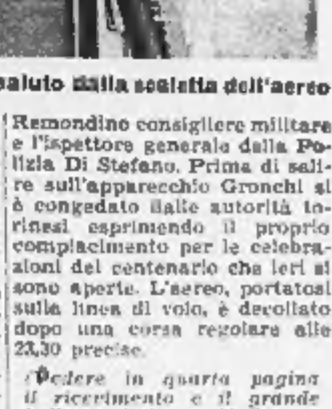 saluto dalla scaletta dell'aereo
Remondino consigliere militare
e l'ispettore generale della Po-
lizia Di Stefano. Prima di sali-
re sull'apparecchio Gronchi si
è congedato dalle autorità to-
rinesi esprimendo il proprio
complacimento per le celebra-
zioni del centenario che ieri si
sono aperte. L'aereo, portatosi
sulla linea di volo, è decollato
dopo una corsa regolare alle
23,30 precise.
(Vedere in quarta pagina
il ricevimento e il grande